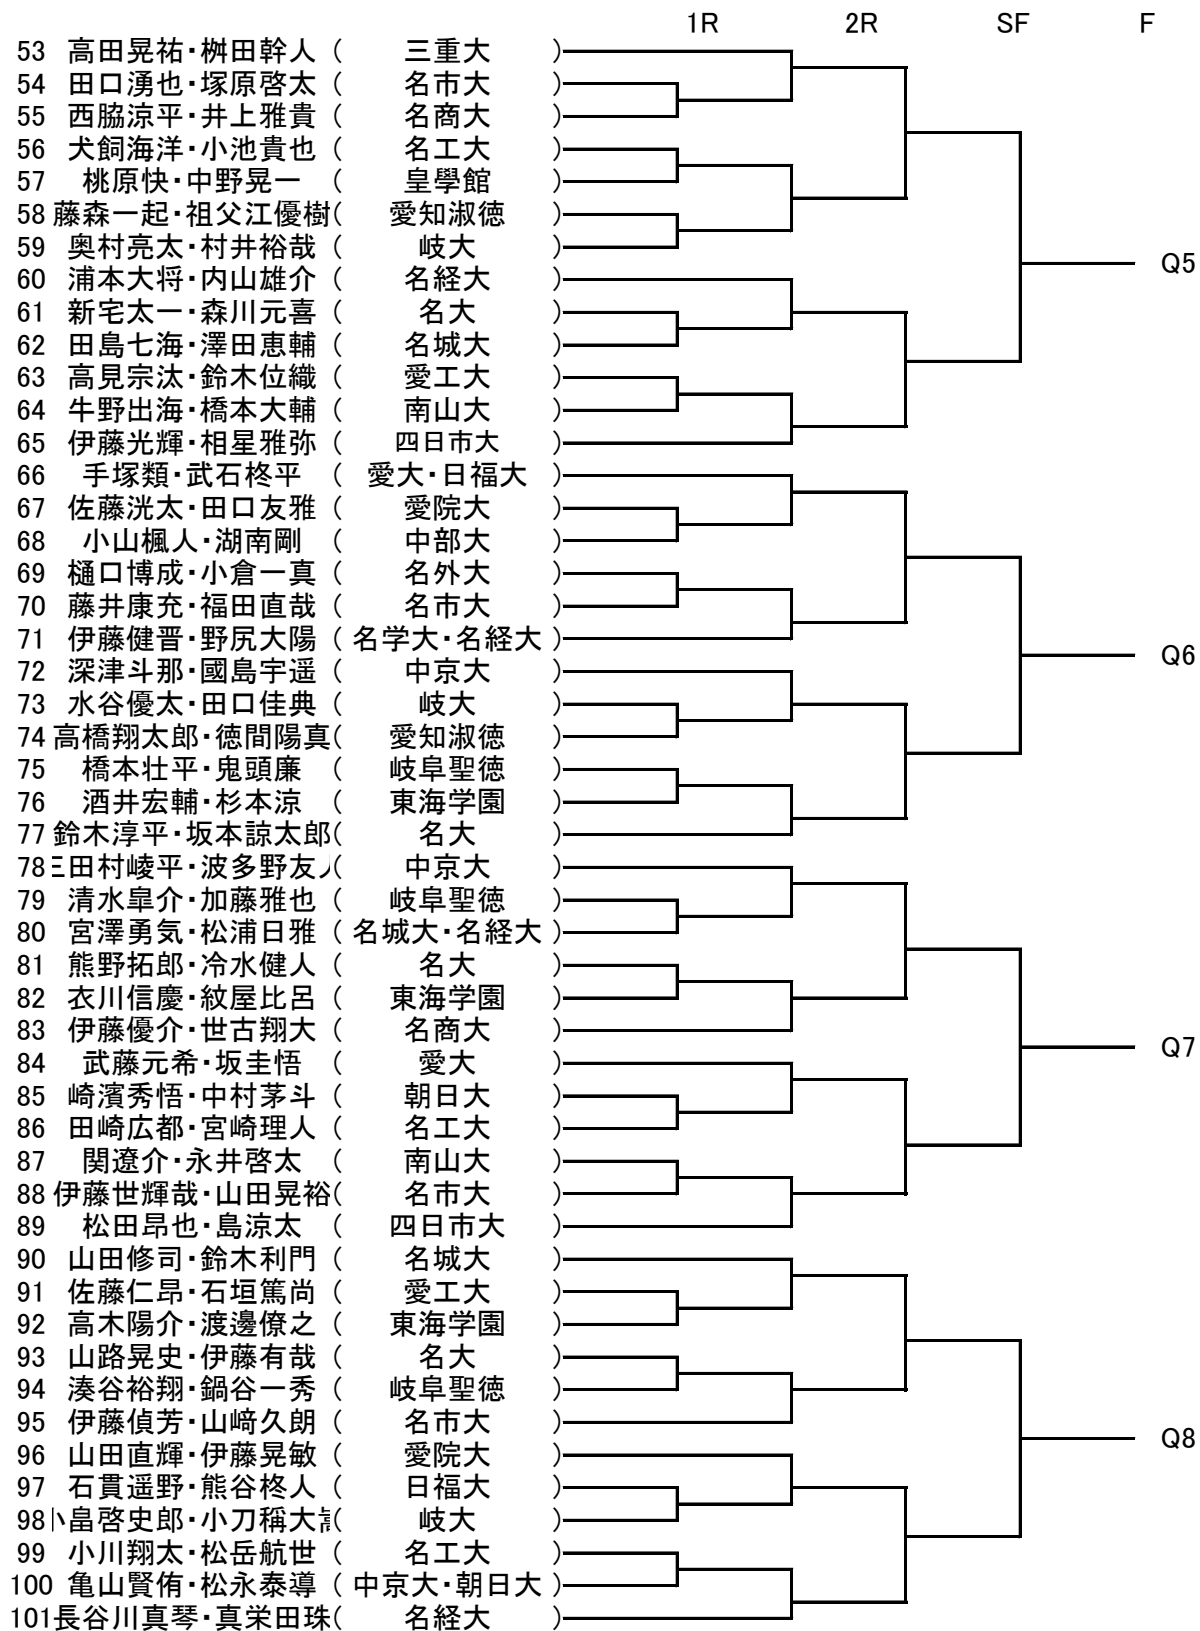 1R 2R SF F
53 高田晃祐・桝田幹人 ( 三重大 )
54 田口湧也・塚原啓太 ( 名市大 )
55 西脇涼平・井上雅貴 ( 名商大 )
56 犬飼海洋・小池貴也 ( 名工大 )
57 桃原快・中野晃一 ( 皇學館 )
58 藤森一起・祖父江優樹( 愛知淑徳 )
59 奥村亮太・村井裕哉 ( 岐大 )
Q5
60 浦本大将・内山雄介 ( 名経大 )
61 新宅太一・森川元喜 ( 名大 )
62 田島七海・澤田恵輔 ( 名城大 )
63 高見宗汰・鈴木位織 ( 愛工大 )
64 牛野出海・橋本大輔 ( 南山大 )
65 伊藤光輝・相星雅弥 ( 四日市大 )
66 手塚類・武石柊平 ( 愛大・日福大 )
67 佐藤洸太・田口友雅 ( 愛院大 )
68 小山楓人・湖南剛 ( 中部大 )
69 樋口博成・小倉一真 ( 名外大 )
70 藤井康充・福田直哉 ( 名市大 )
71 伊藤健晋・野尻大陽 ( 名学大・名経大 )
Q6
72 深津斗那・國島宇遥 ( 中京大 )
73 水谷優太・田口佳典 ( 岐大 )
74 高橋翔太郎・徳間陽真( 愛知淑徳 )
75 橋本壮平・鬼頭廉 ( 岐阜聖徳 )
76 酒井宏輔・杉本涼 ( 東海学園 )
77 鈴木淳平・坂本諒太郎( 名大 )
78 三田村崚平・波多野友( 中京大 )
79 清水皐介・加藤雅也 ( 岐阜聖徳 )
80 宮澤勇気・松浦日雅 ( 名城大・名経大 )
81 熊野拓郎・冷水健人 ( 名大 )
82 衣川信慶・紋屋比呂 ( 東海学園 )
83 伊藤優介・世古翔大 ( 名商大 )
Q7
84 武藤元希・坂圭悟 ( 愛大 )
85 崎濱秀悟・中村茅斗 ( 朝日大 )
86 田崎広都・宮崎理人 ( 名工大 )
87 関遼介・永井啓太 ( 南山大 )
88 伊藤世輝哉・山田晃裕( 名市大 )
89 松田昂也・島涼太 ( 四日市大 )
90 山田修司・鈴木利門 ( 名城大 )
91 佐藤仁昂・石垣篤尚 ( 愛工大 )
92 高木陽介・渡邊僚之 ( 東海学園 )
93 山路晃史・伊藤有哉 ( 名大 )
94 湊谷裕翔・鍋谷一秀 ( 岐阜聖徳 )
95 伊藤偵芳・山﨑久朗 ( 名市大 )
Q8
96 山田直輝・伊藤晃敏 ( 愛院大 )
97 石貫遥野・熊谷柊人 ( 日福大 )
98 小畠啓史郎・小刀稱大( 岐大 )
99 小川翔太・松岳航世 ( 名工大 )
100 亀山賢侑・松永泰導 ( 中京大・朝日大 )
101 長谷川真琴・真栄田珠( 名経大 )